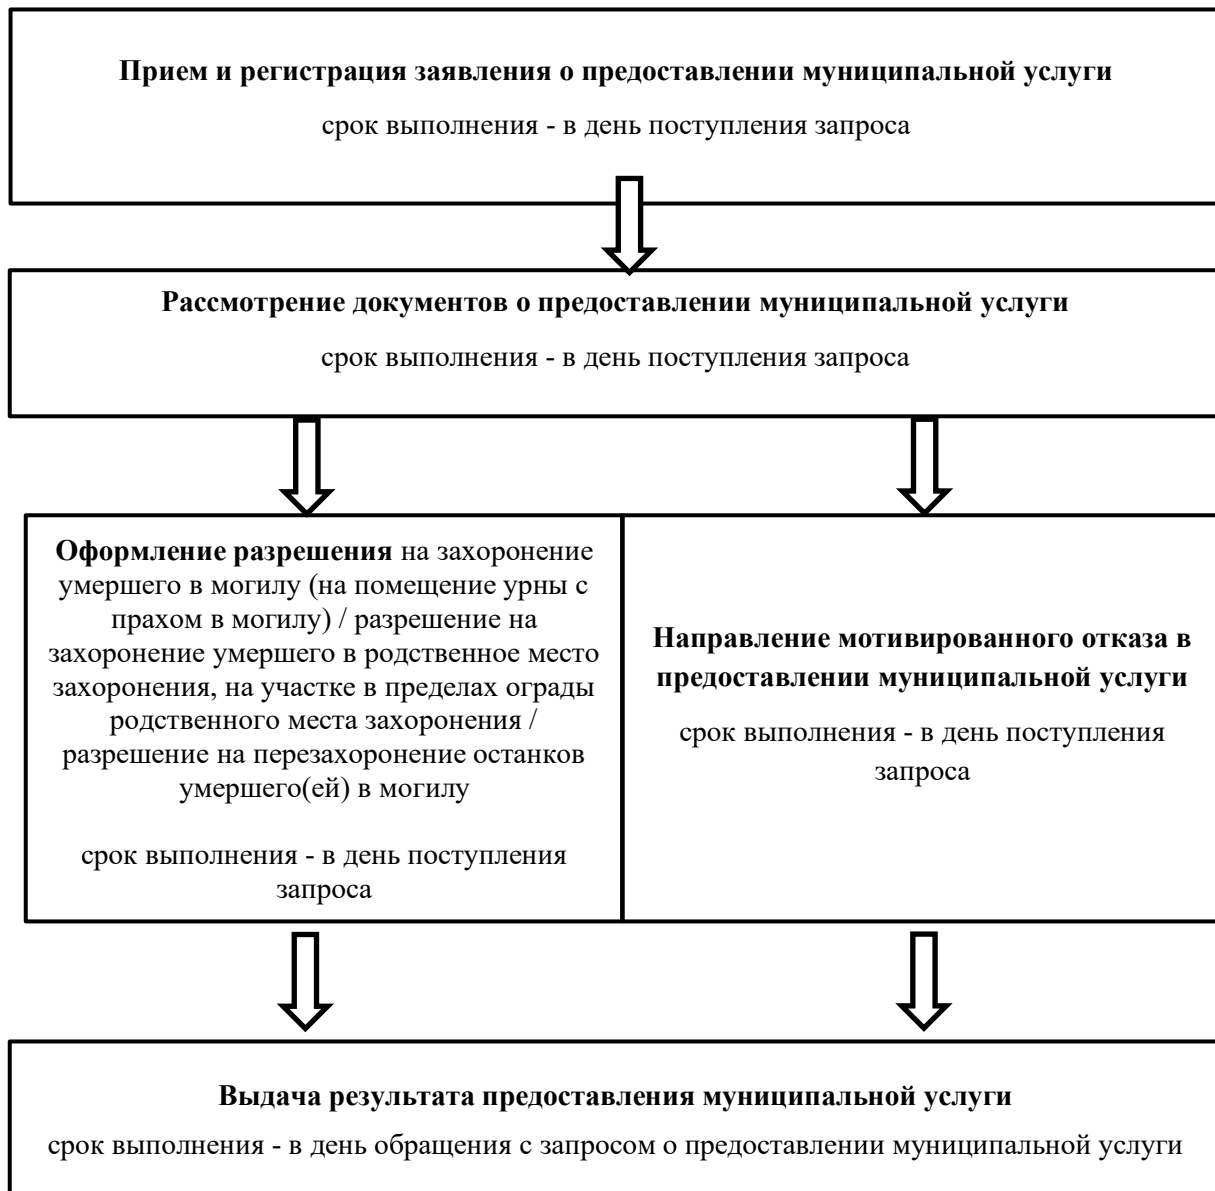 Прием и регистрация заявления о предоставлении муниципальной услуги
срок выполнения - в день поступления запроса
Рассмотрение документов о предоставлении муниципальной услуги
срок выполнения - в день поступления запроса
Оформление разрешения на захоронение
умершего в могилу (на помещение урны с
прахом в могилу) / разрешение на
захоронение умершего в родственное место
захоронения, на участке в пределах ограды
родственного места захоронения /
разрешение на перезахоронение останков
умершего(ей) в могилу
срок выполнения - в день поступления
запроса
Направление мотивированного отказа в
предоставлении муниципальной услуги
срок выполнения - в день поступления
запроса
Выдача результата предоставления муниципальной услуги
срок выполнения - в день обращения с запросом о предоставлении муниципальной услуги